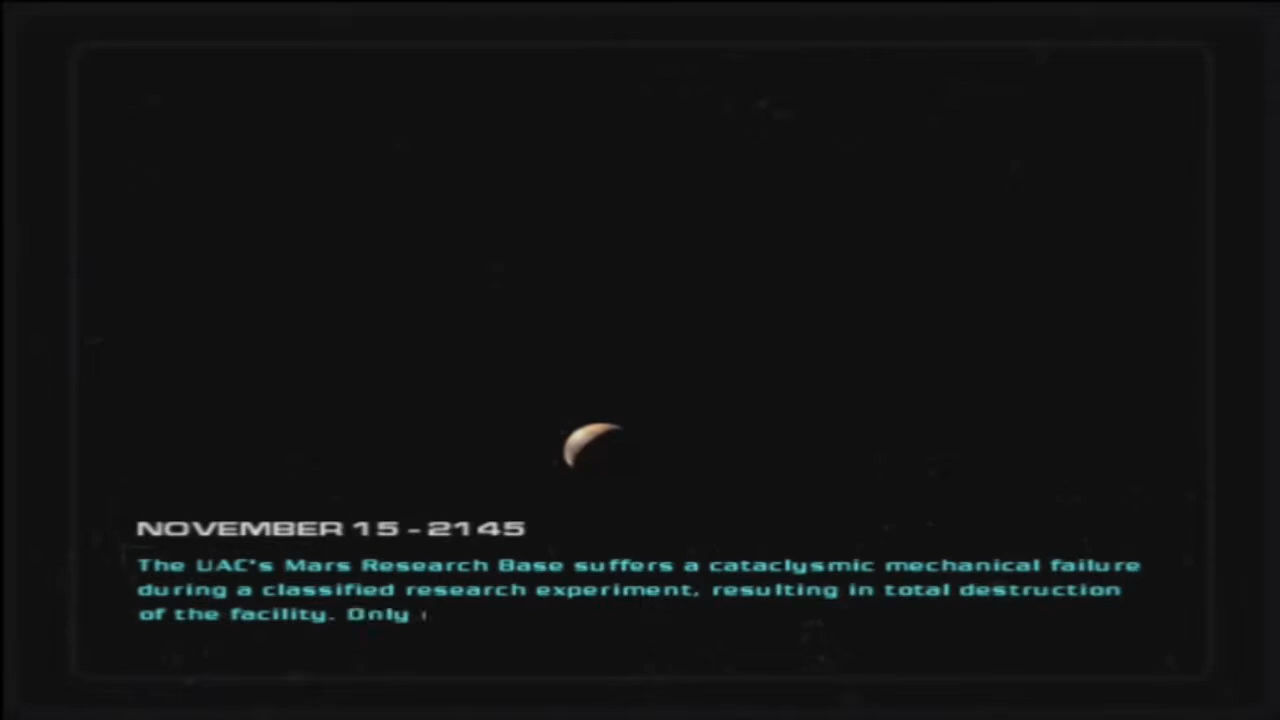 NOVEMBER 15 - 2145
The UAC's Mars Research Base suffers a cataclysmic mechanical failure
during a classified research experiment, resulting in total destruction
of the facility. Only